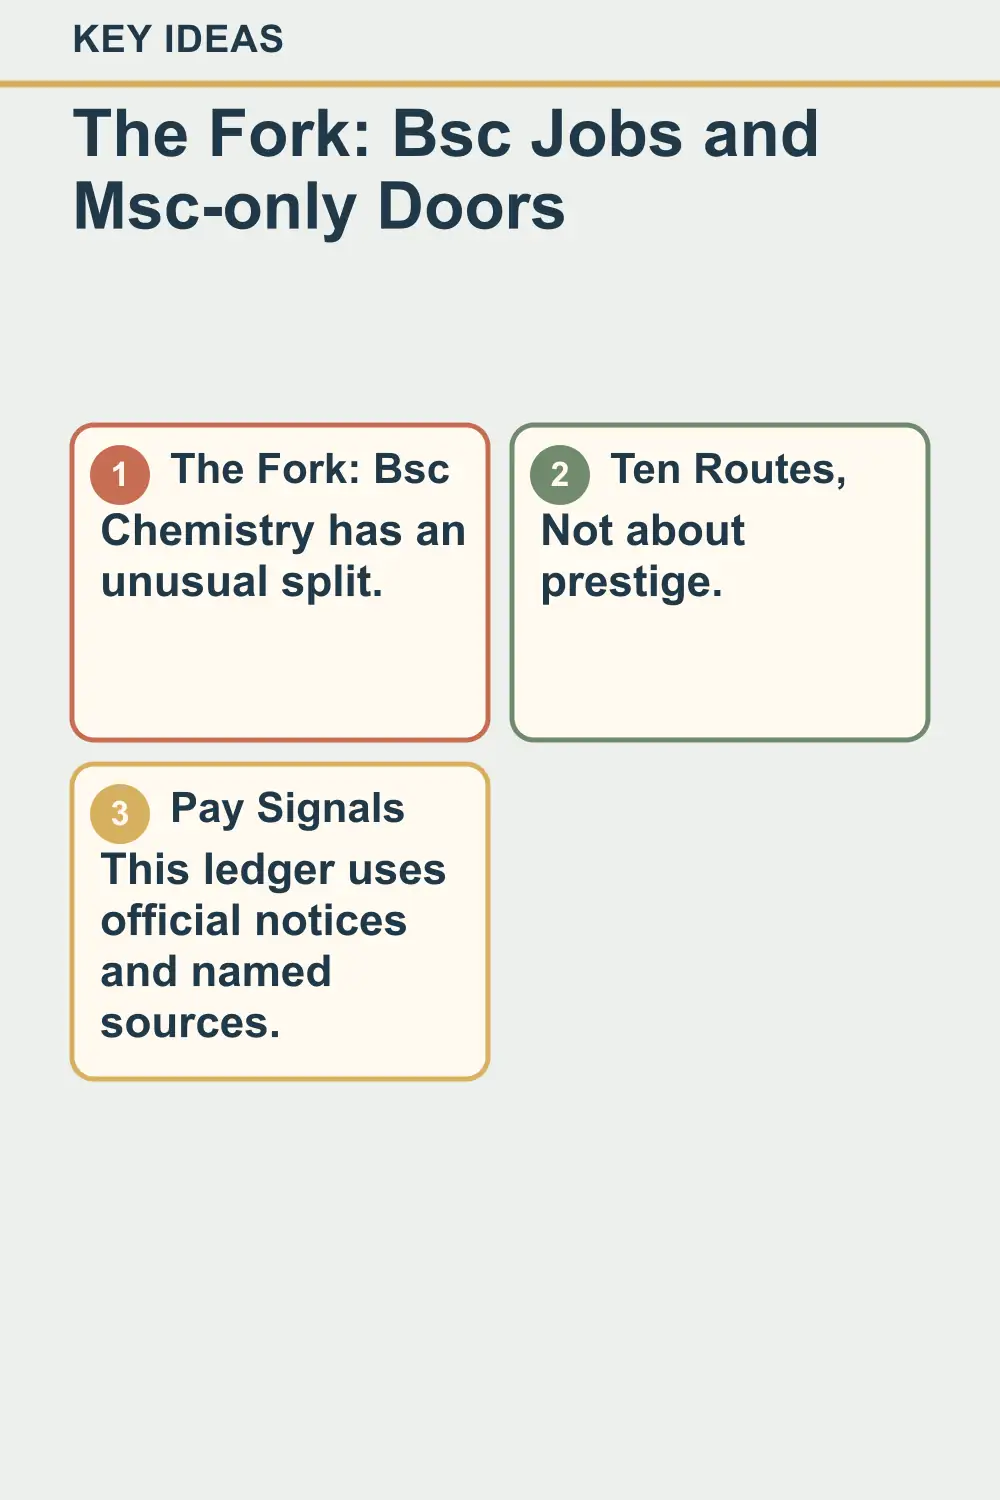 KEY IDEAS
The Fork: Bsc Jobs and
Msc-only Doors
1 The Fork: Bsc
Chemistry has an
unusual split.
2 Ten Routes,
Not about
prestige.
3 Pay Signals
This ledger uses
official notices
and named
sources.